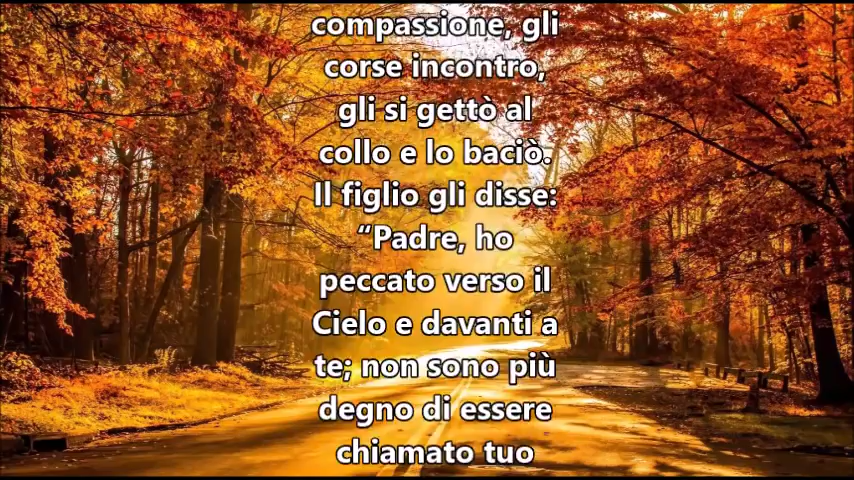 compassione, gli
corse incontro,
gli si gettò al
collo e lo baciò.
Il figlio gli disse:
“Padre, ho
peccato verso il
Cielo e davanti a
te; non sono più
degno di essere
chiamato tuo